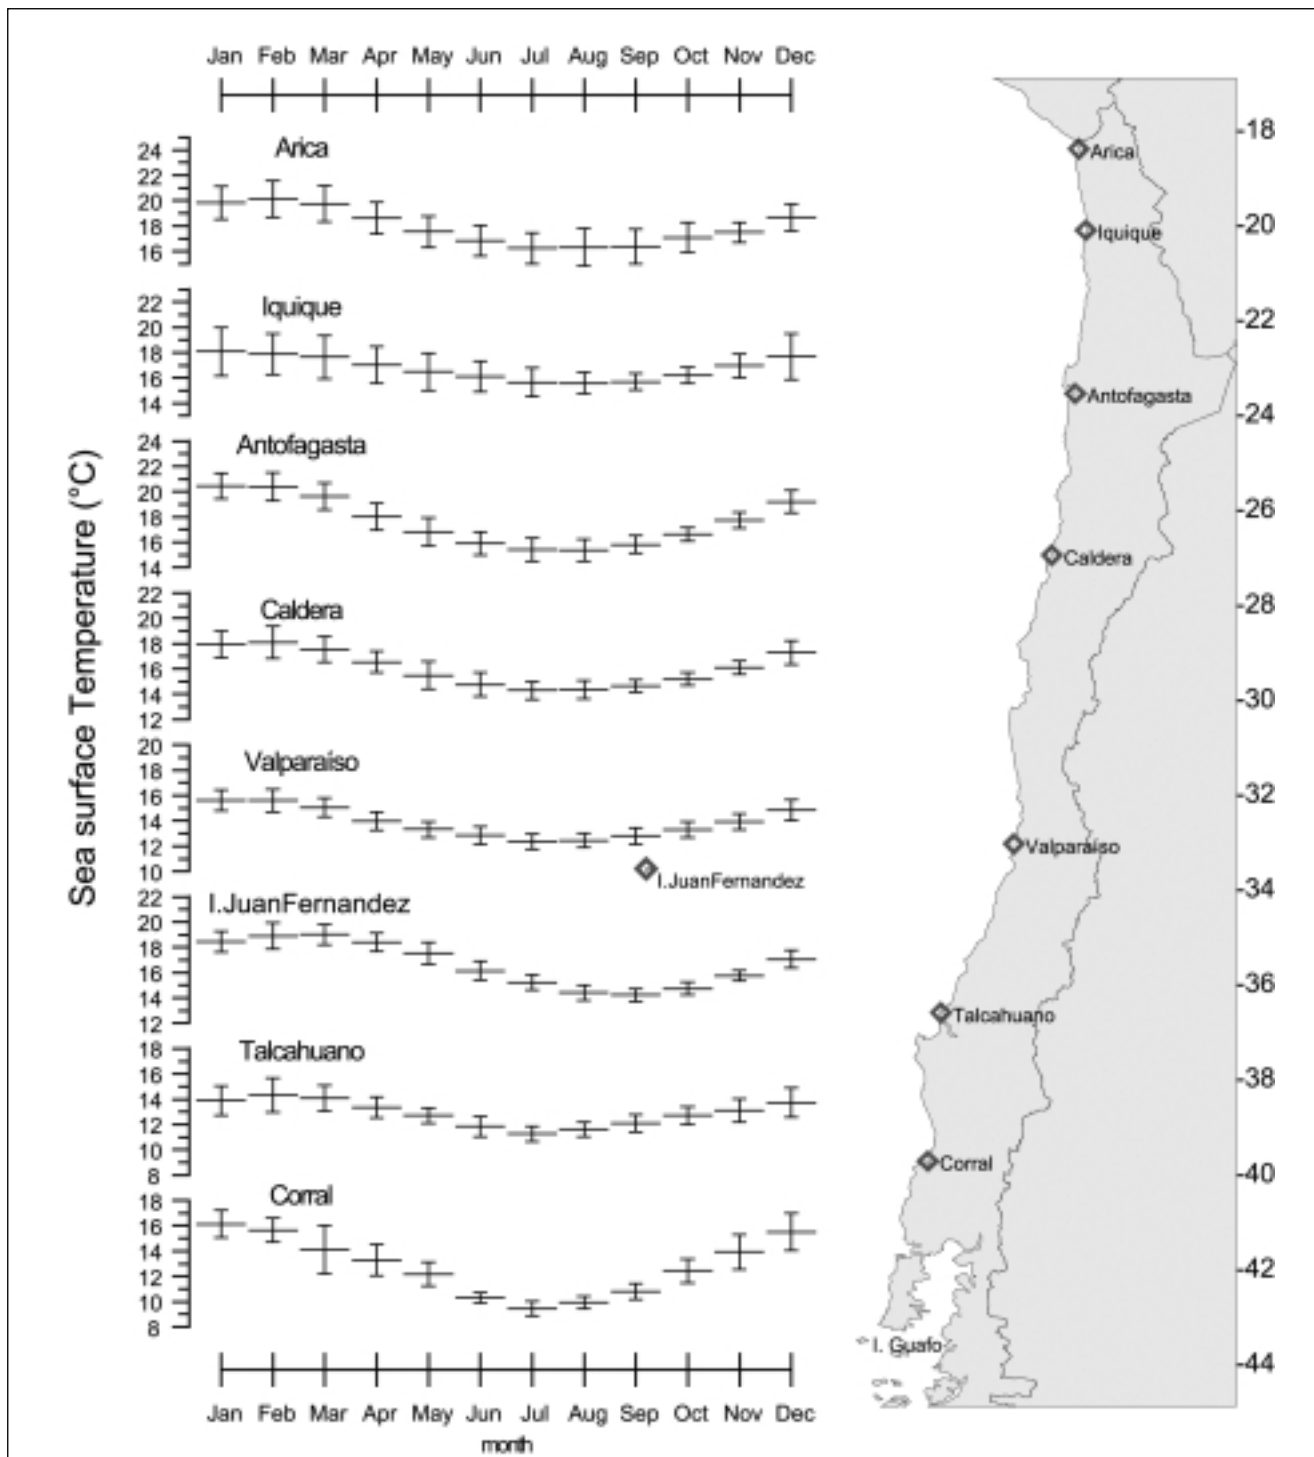 Jan Feb Mar Apr May Jun Jul Aug Sep Oct Nov Dec
Sea surface Temperature (°C)
Arica
24
22
20
18
16
Iquique
22
20
18
16
14
Antofagasta
24
22
20
18
16
14
Caldera
22
20
18
16
14
12
Valparaíso
20
18
16
14
12
10
I.JuanFernandez
I.JuanFernandez
22
20
18
16
14
12
Talcahuano
18
16
14
12
10
8
Corral
18
16
14
12
10
8
Jan Feb Mar Apr May Jun Jul Aug Sep Oct Nov Dec
month
-18
Arica
-20
Iquique
-22
Antofagasta
-24
-26
Caldera
-28
-30
-32
Valparaíso
-34
-36
Talcahuano
-38
Corral
-40
-42
I. Guafo
-44